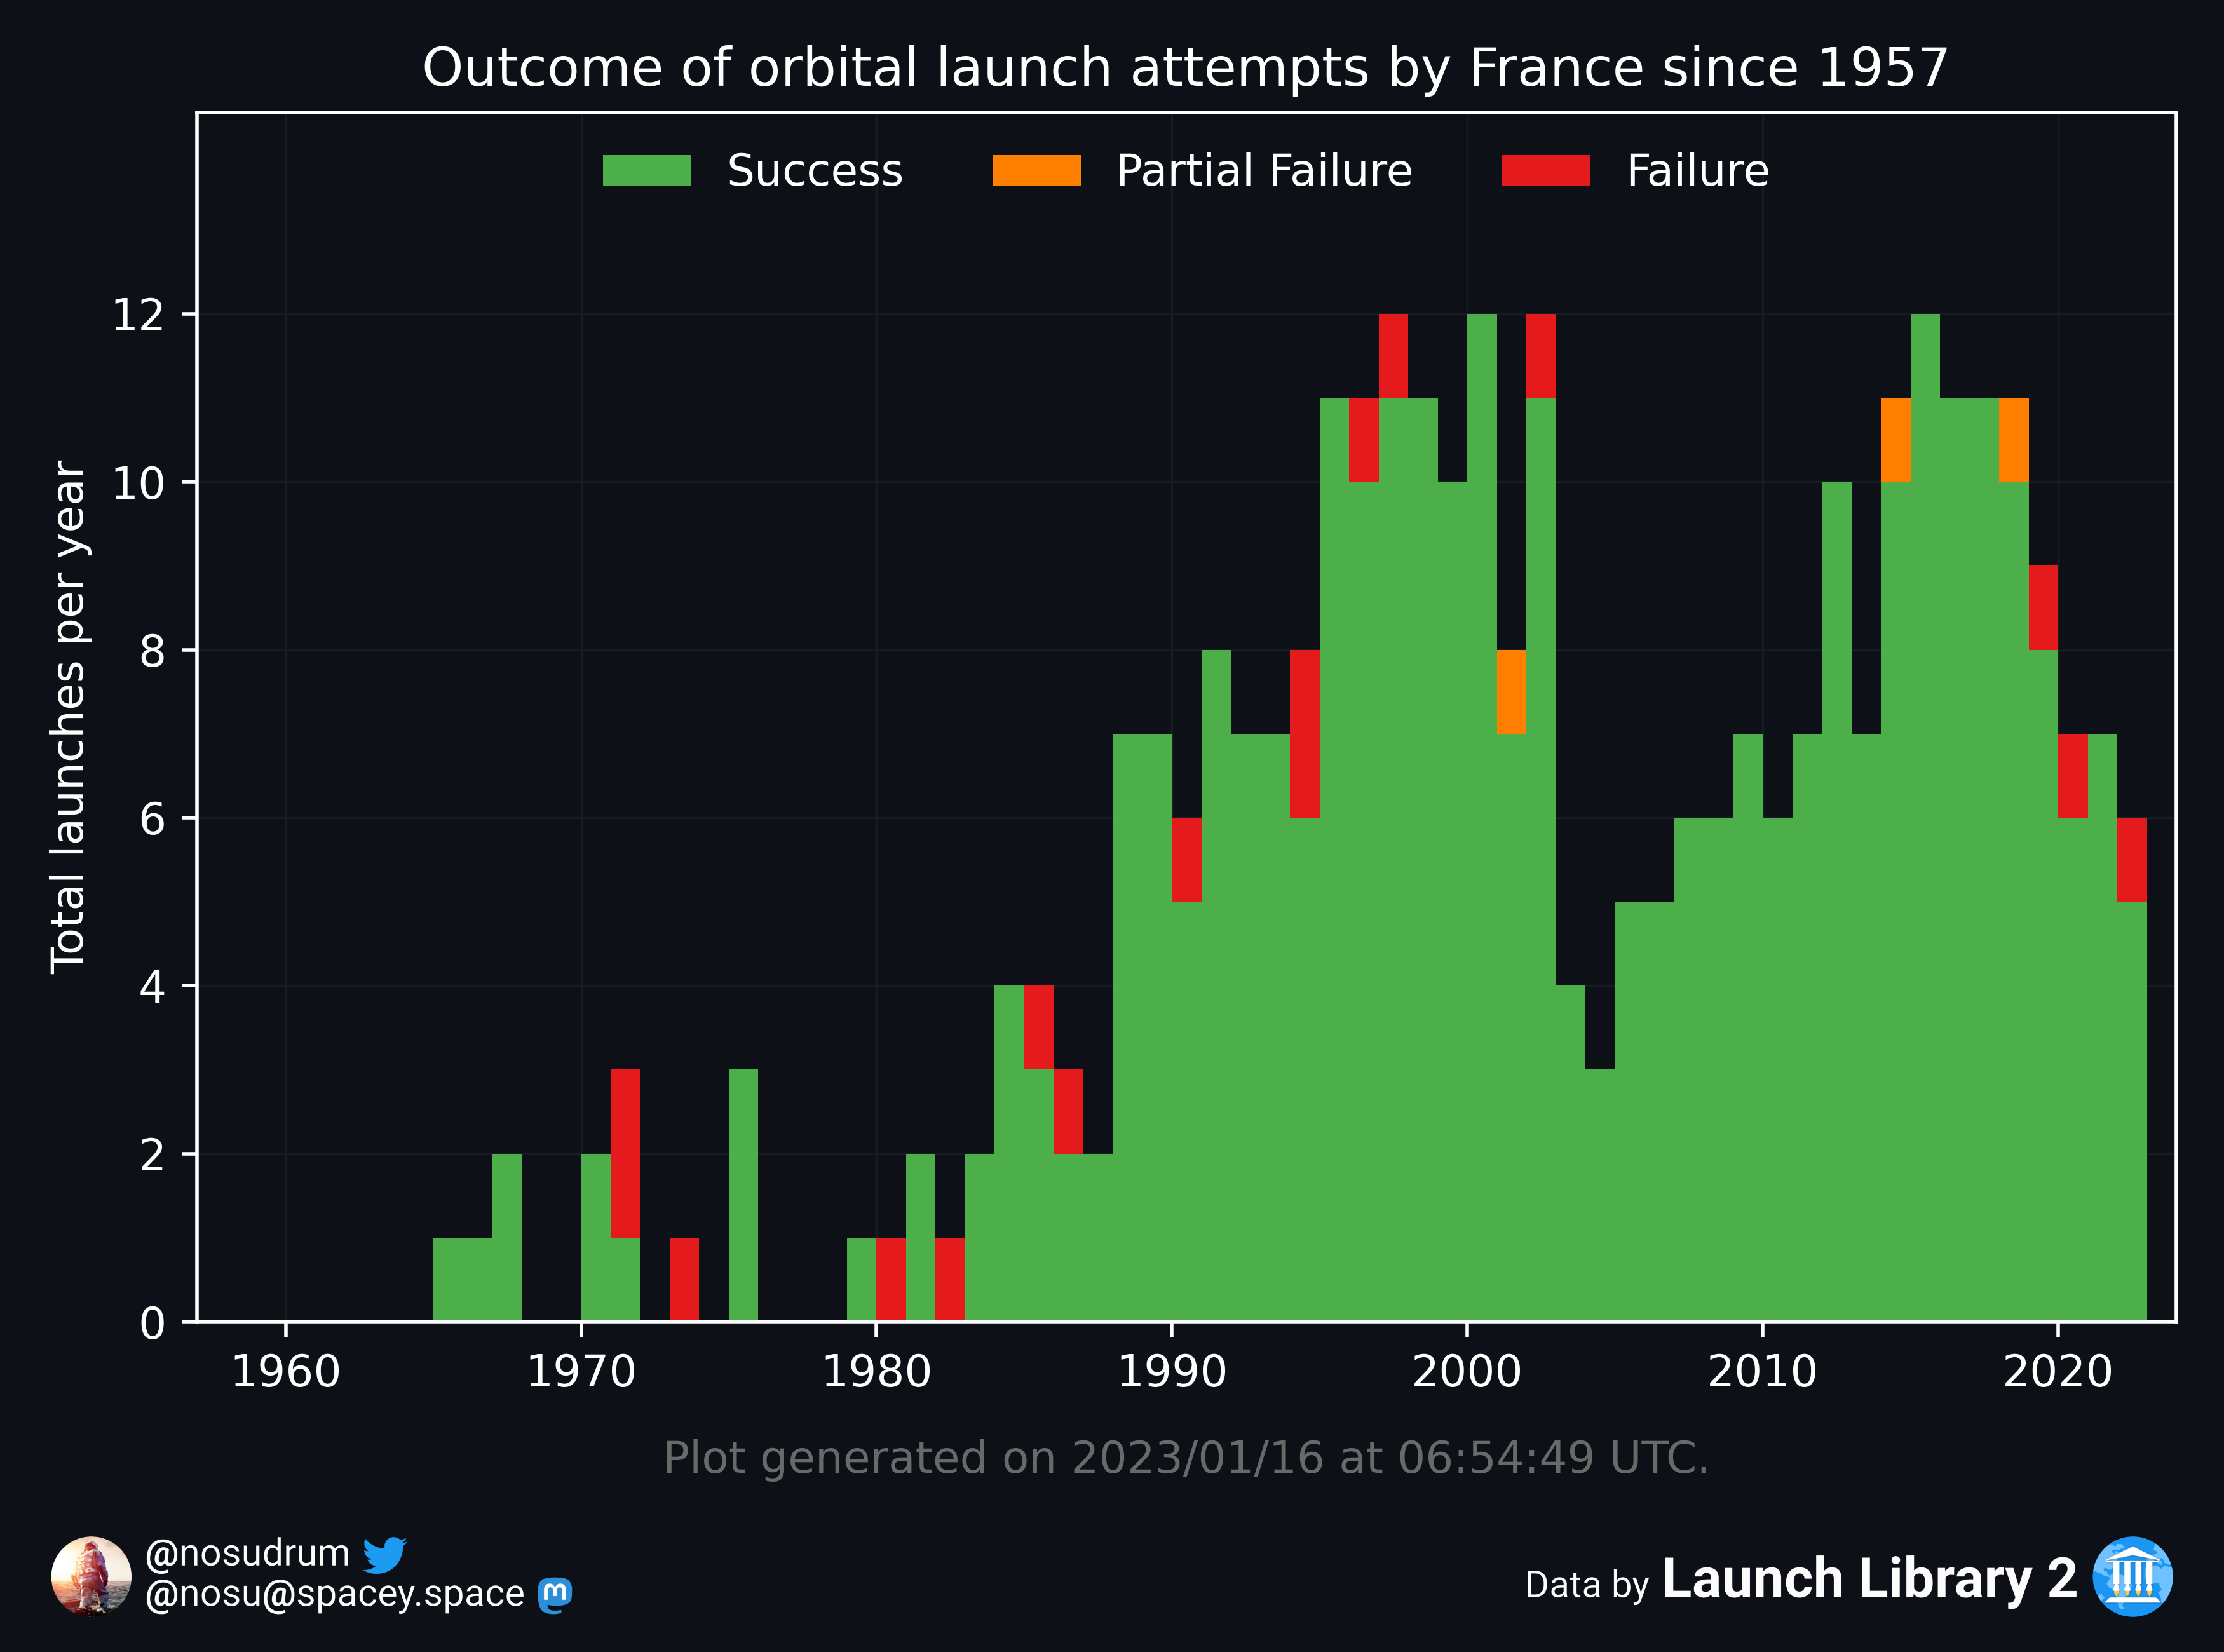 Outcome of orbital launch attempts by France since 1957
Success Partial Failure Failure
Total launches per year
12
10
8
6
4
2
0
1960 1970 1980 1990 2000 2010 2020
Plot generated on 2023/01/16 at 06:54:49 UTC.
@nosudrum
@nosu@spacey.space
Data by Launch Library 2